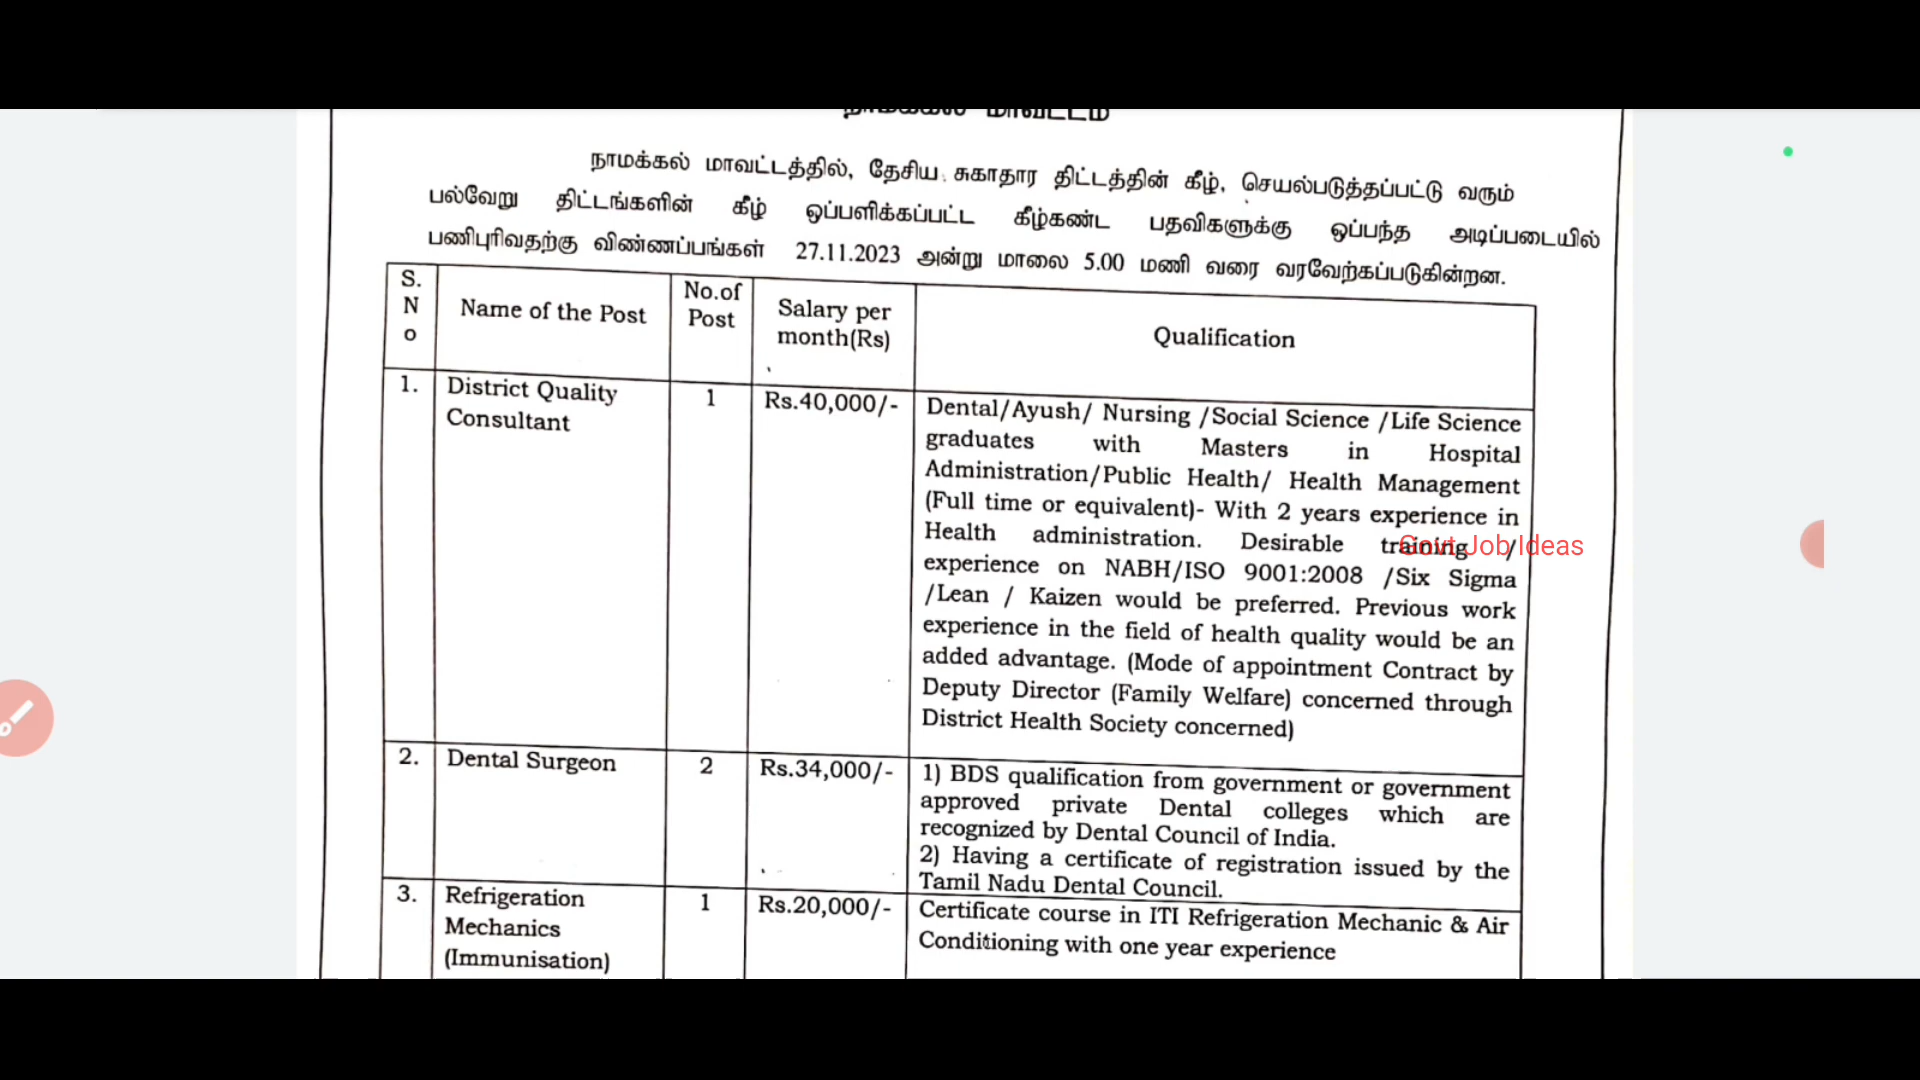 நாமக்கல் மாவட்டம்
நாமக்கல் மாவட்டத்தில், தேசிய சுகாதார திட்டத்தின் கீழ், செயல்படுத்தப்பட்டு வரும்
பல்வேறு திட்டங்களின் கீழ் ஒப்பளிக்கப்பட்ட கீழ்கண்ட பதவிகளுக்கு ஒப்பந்த அடிப்படையில்
பணிபுரிவதற்கு விண்ணப்பங்கள் 27.11.2023 அன்று மாலை 5.00 மணி வரை வரவேற்கப்படுகின்றன.
S.
N
o
Name of the Post
No.of
Post
Salary per
month(Rs)
Qualification
1.
District Quality
Consultant
1
Rs.40,000/-
Dental/Ayush/ Nursing /Social Science /Life Science
graduates with Masters in Hospital
Administration/Public Health/ Health Management
(Full time or equivalent)- With 2 years experience in
Health administration. Desirable training /
experience on NABH/ISO 9001:2008 /Six Sigma
/Lean / Kaizen would be preferred. Previous work
experience in the field of health quality would be an
added advantage. (Mode of appointment Contract by
Deputy Director (Family Welfare) concerned through
District Health Society concerned)
Govt Job Ideas
2.
Dental Surgeon
2
Rs.34,000/-
1) BDS qualification from government or government
approved private Dental colleges which are
recognized by Dental Council of India.
2) Having a certificate of registration issued by the
Tamil Nadu Dental Council.
3.
Refrigeration
Mechanics
(Immunisation)
1
Rs.20,000/-
Certificate course in ITI Refrigeration Mechanic & Air
Conditioning with one year experience